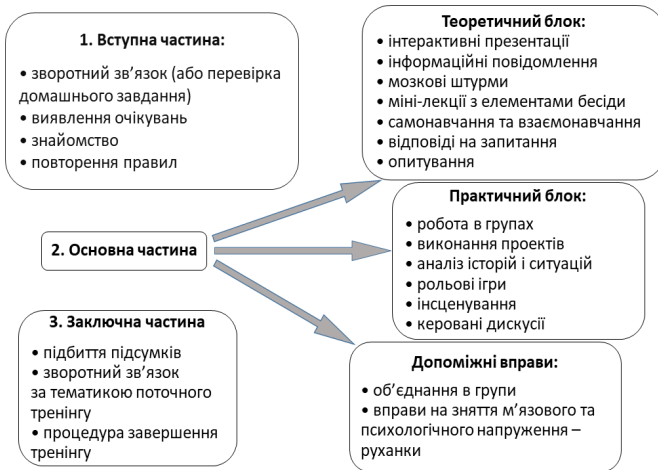 1. Вступна частина:
• зворотний зв’язок (або перевірка
домашнього завдання)
• виявлення очікувань
• знайомство
• повторення правил
2. Основна частина
3. Заключна частина
• підбиття підсумків
• зворотний зв’язок
за тематикою поточного
тренінгу
• процедура завершення
тренінгу
Теоретичний блок:
• інтерактивні презентації
• інформаційні повідомлення
• мозкові штурми
• міні-лекції з елементами бесіди
• самонавчання та взаємонавчання
• відповіді на запитання
• опитування
Практичний блок:
• робота в групах
• виконання проектів
• аналіз історій і ситуацій
• рольові ігри
• інсценування
• керовані дискусії
Допоміжні вправи:
• об’єднання в групи
• вправи на зняття м’язового та
психологічного напруження –
руханки